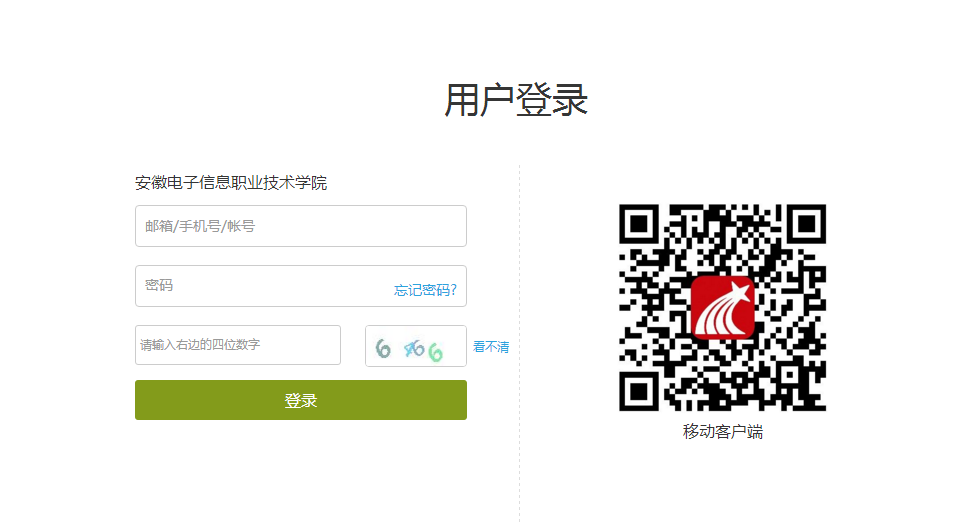 用户登录
安徽电子信息职业技术学院
邮箱/手机号/帐号
密码
忘记密码?
请输入右边的四位数字
看不清
登录
移动客户端